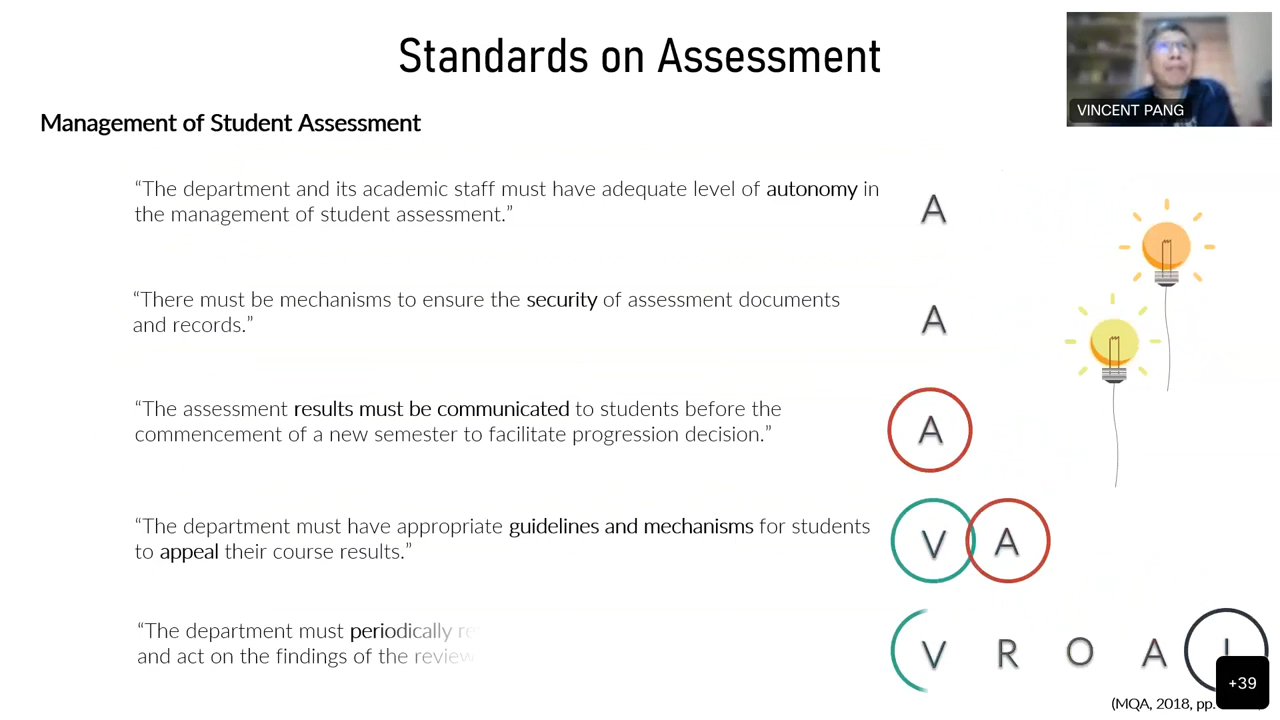 Standards on Assessment
VINCENT PANG
Management of Student Assessment
“The department and its academic staff must have adequate level of autonomy in
the management of student assessment.”
A
“There must be mechanisms to ensure the security of assessment documents
and records.”
A
“The assessment results must be communicated to students before the
commencement of a new semester to facilitate progression decision.”
A
“The department must have appropriate guidelines and mechanisms for students
to appeal their course results.”
V A
“The department must periodically
and act on the findings of the review
V R O A
+39
(MQA, 2018, pp.